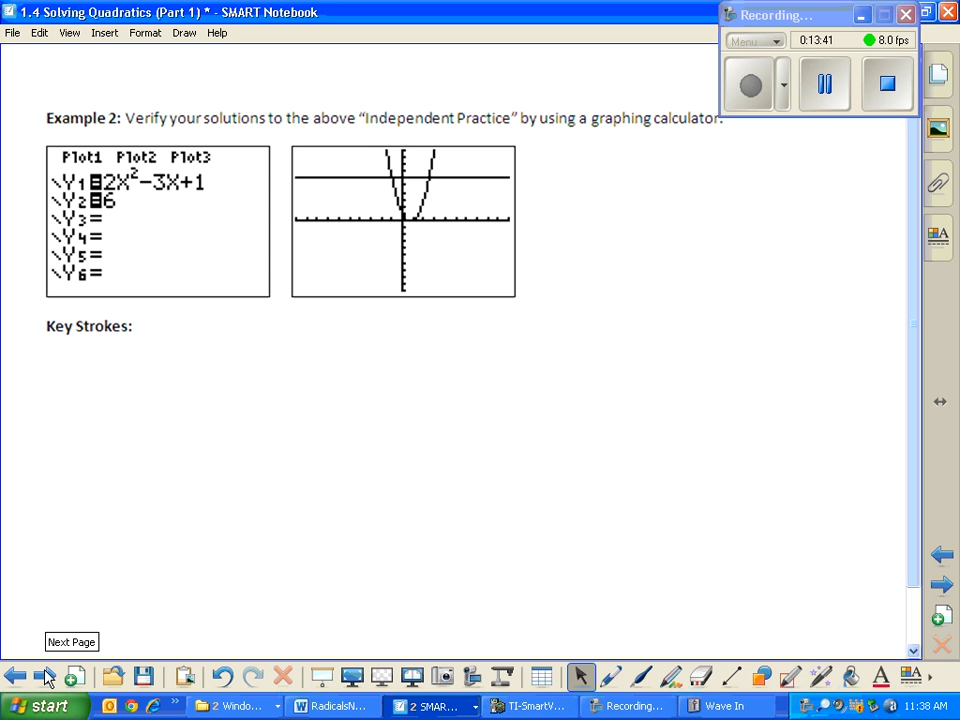 1.4 Solving Quadratics (Part 1) * - SMART Notebook
Recording...
File Edit View Insert Format Draw Help
Menu 0:13:41 8.0 fps
Example 2: Verify your solutions to the above “Independent Practice” by using a graphing calculator.
Plot1 Plot2 Plot3
\Y1=2X²-3X+1
\Y2=6
\Y3=
\Y4=
\Y5=
\Y6=
Key Strokes:
Next Page
start 2 Windo... RadicalsN... 2 SMAR... TI-SmartV... Recording... Wave In 11:38 AM